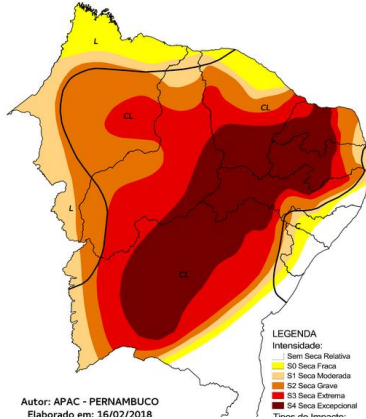 L
CL
CL
L
C
CL
LEGENDA
Intensidade:
Sem Seca Relativa
S0 Seca Fraca
S1 Seca Moderada
S2 Seca Grave
S3 Seca Extrema
S4 Seca Excepcional
Tipos de Impacto:
Autor: APAC - PERNAMBUCO
Elaborado em: 16/02/2018